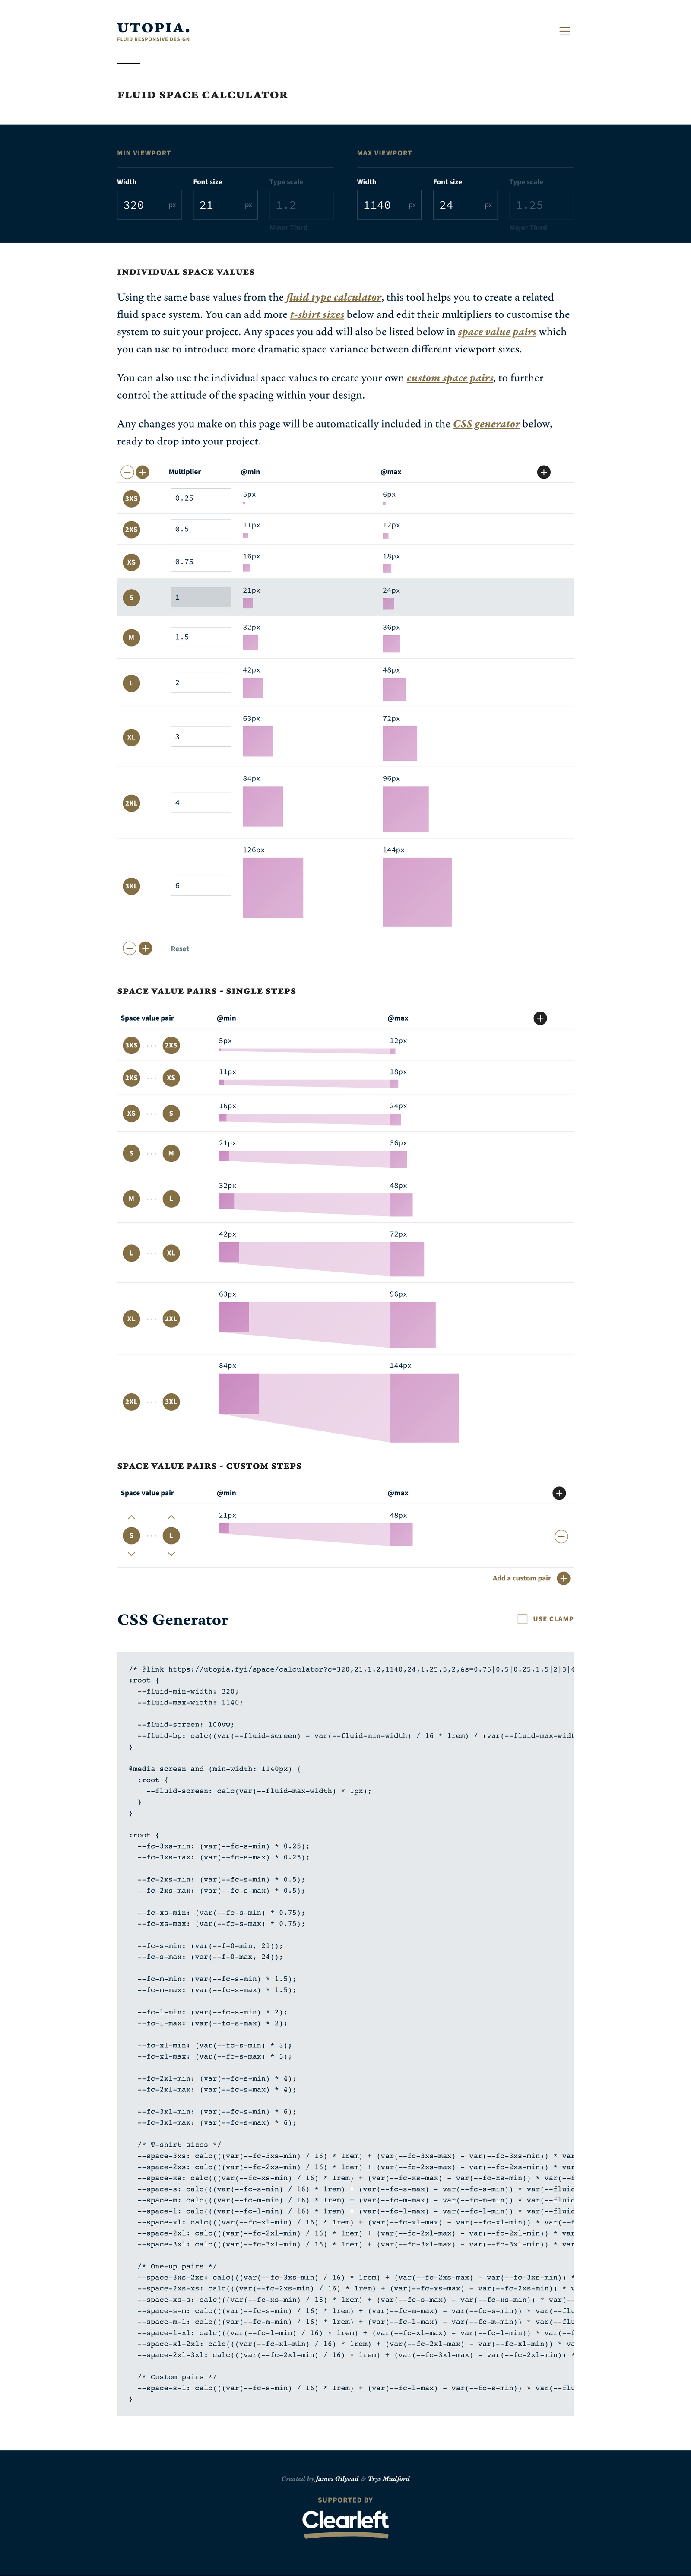 UTOPIA.
FLUID RESPONSIVE DESIGN
FLUID SPACE CALCULATOR
MIN VIEWPORT
Width
Font size
Type scale
320 px
21 px
1.2
Minor Third
MAX VIEWPORT
Width
Font size
Type scale
1140 px
24 px
1.25
Major Third
INDIVIDUAL SPACE VALUES
Using the same base values from the fluid type calculator, this tool helps you to create a related
fluid space system. You can add more t-shirt sizes below and edit their multipliers to customise the
system to suit your project. Any spaces you add will also be listed below in space value pairs which
you can use to introduce more dramatic space variance between different viewport sizes.
You can also use the individual space values to create your own custom space pairs, to further
control the attitude of the spacing within your design.
Any changes you make on this page will be automatically included in the CSS generator below,
ready to drop into your project.
Multiplier @min @max
3XS 0.25 5px 6px
2XS 0.5 11px 12px
XS 0.75 16px 18px
S 1 21px 24px
M 1.5 32px 36px
L 2 42px 48px
XL 3 63px 72px
2XL 4 84px 96px
3XL 6 126px 144px
Reset
SPACE VALUE PAIRS - SINGLE STEPS
Space value pair @min @max
3XS ··· 2XS 5px 12px
2XS ··· XS 11px 18px
XS ··· S 16px 24px
S ··· M 21px 36px
M ··· L 32px 48px
L ··· XL 42px 72px
XL ··· 2XL 63px 96px
2XL ··· 3XL 84px 144px
SPACE VALUE PAIRS - CUSTOM STEPS
Space value pair @min @max
S ··· L 21px 48px
Add a custom pair
CSS Generator
USE CLAMP
/* @link https://utopia.fyi/space/calculator?c=320,21,1.2,1140,24,1.25,5,2,&s=0.75|0.5|0.25,1.5|2|3|4
:root {
--fluid-min-width: 320;
--fluid-max-width: 1140;
--fluid-screen: 100vw;
--fluid-bp: calc((var(--fluid-screen) - var(--fluid-min-width) / 16 * 1rem) / (var(--fluid-max-widt
}
@media screen and (min-width: 1140px) {
:root {
--fluid-screen: calc(var(--fluid-max-width) * 1px);
}
}
:root {
--fc-3xs-min: (var(--fc-s-min) * 0.25);
--fc-3xs-max: (var(--fc-s-max) * 0.25);
--fc-2xs-min: (var(--fc-s-min) * 0.5);
--fc-2xs-max: (var(--fc-s-max) * 0.5);
--fc-xs-min: (var(--fc-s-min) * 0.75);
--fc-xs-max: (var(--fc-s-max) * 0.75);
--fc-s-min: (var(--f-0-min, 21));
--fc-s-max: (var(--f-0-max, 24));
--fc-m-min: (var(--fc-s-min) * 1.5);
--fc-m-max: (var(--fc-s-max) * 1.5);
--fc-l-min: (var(--fc-s-min) * 2);
--fc-l-max: (var(--fc-s-max) * 2);
--fc-xl-min: (var(--fc-s-min) * 3);
--fc-xl-max: (var(--fc-s-max) * 3);
--fc-2xl-min: (var(--fc-s-min) * 4);
--fc-2xl-max: (var(--fc-s-max) * 4);
--fc-3xl-min: (var(--fc-s-min) * 6);
--fc-3xl-max: (var(--fc-s-max) * 6);
/* T-shirt sizes */
--space-3xs: calc(((var(--fc-3xs-min) / 16) * 1rem) + (var(--fc-3xs-max) - var(--fc-3xs-min)) * var
--space-2xs: calc(((var(--fc-2xs-min) / 16) * 1rem) + (var(--fc-2xs-max) - var(--fc-2xs-min)) * var
--space-xs: calc(((var(--fc-xs-min) / 16) * 1rem) + (var(--fc-xs-max) - var(--fc-xs-min)) * var(--f
--space-s: calc(((var(--fc-s-min) / 16) * 1rem) + (var(--fc-s-max) - var(--fc-s-min)) * var(--fluid
--space-m: calc(((var(--fc-m-min) / 16) * 1rem) + (var(--fc-m-max) - var(--fc-m-min)) * var(--fluid
--space-l: calc(((var(--fc-l-min) / 16) * 1rem) + (var(--fc-l-max) - var(--fc-l-min)) * var(--fluid
--space-xl: calc(((var(--fc-xl-min) / 16) * 1rem) + (var(--fc-xl-max) - var(--fc-xl-min)) * var(--f
--space-2xl: calc(((var(--fc-2xl-min) / 16) * 1rem) + (var(--fc-2xl-max) - var(--fc-2xl-min)) * var
--space-3xl: calc(((var(--fc-3xl-min) / 16) * 1rem) + (var(--fc-3xl-max) - var(--fc-3xl-min)) * var
/* One-up pairs */
--space-3xs-2xs: calc(((var(--fc-3xs-min) / 16) * 1rem) + (var(--fc-2xs-max) - var(--fc-3xs-min)) *
--space-2xs-xs: calc(((var(--fc-2xs-min) / 16) * 1rem) + (var(--fc-xs-max) - var(--fc-2xs-min)) * v
--space-xs-s: calc(((var(--fc-xs-min) / 16) * 1rem) + (var(--fc-s-max) - var(--fc-xs-min)) * var(--
--space-s-m: calc(((var(--fc-s-min) / 16) * 1rem) + (var(--fc-m-max) - var(--fc-s-min)) * var(--flu
--space-m-l: calc(((var(--fc-m-min) / 16) * 1rem) + (var(--fc-l-max) - var(--fc-m-min)) * var(--flu
--space-l-xl: calc(((var(--fc-l-min) / 16) * 1rem) + (var(--fc-xl-max) - var(--fc-l-min)) * var(--f
--space-xl-2xl: calc(((var(--fc-xl-min) / 16) * 1rem) + (var(--fc-2xl-max) - var(--fc-xl-min)) * va
--space-2xl-3xl: calc(((var(--fc-2xl-min) / 16) * 1rem) + (var(--fc-3xl-max) - var(--fc-2xl-min)) *
/* Custom pairs */
--space-s-l: calc(((var(--fc-s-min) / 16) * 1rem) + (var(--fc-l-max) - var(--fc-s-min)) * var(--flu
}
Created by James Gilyead & Trys Mudford
SUPPORTED BY
Clearleft